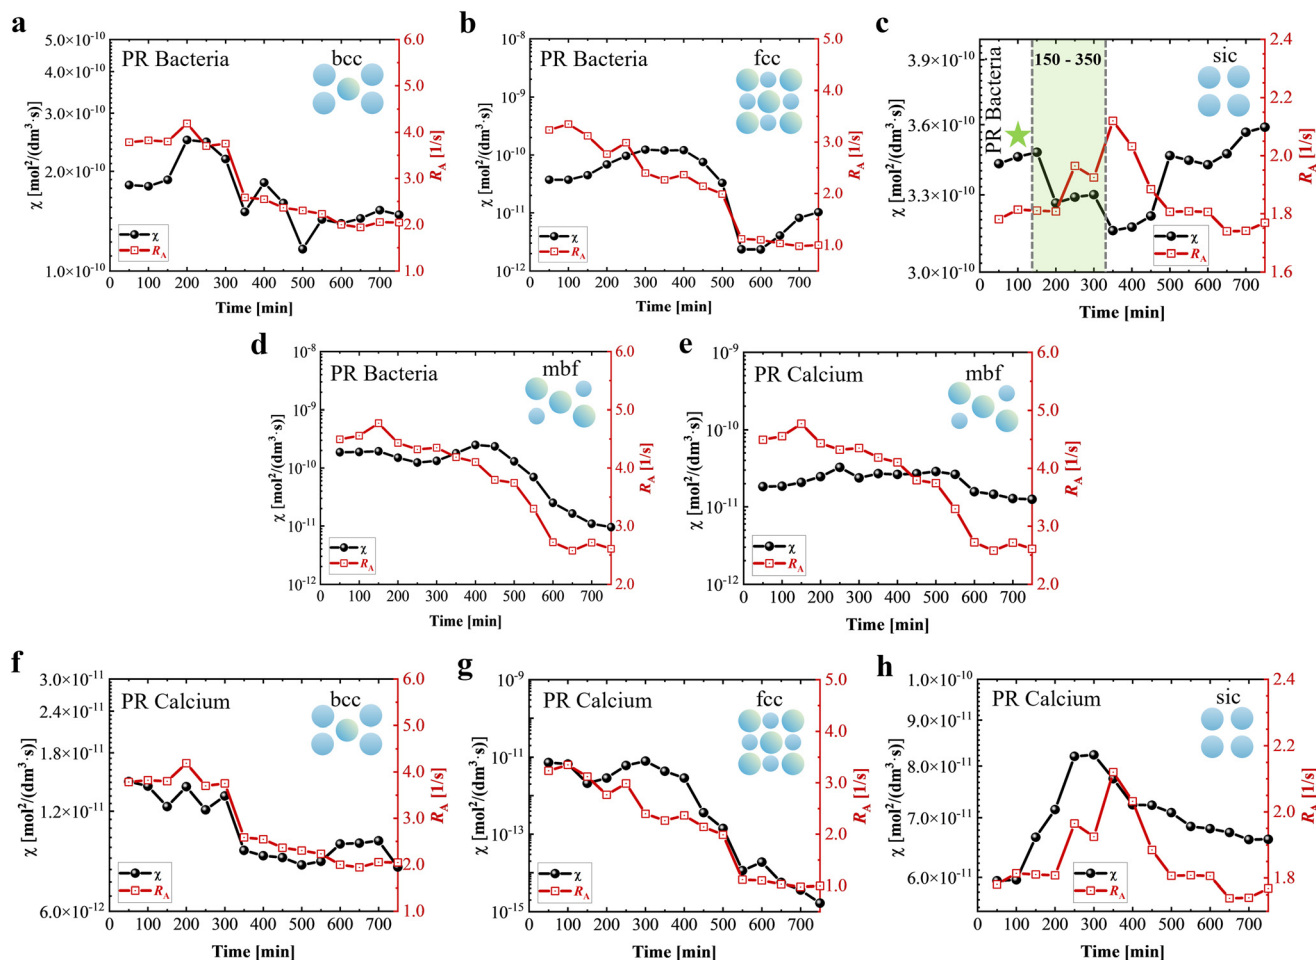 a
PR Bacteria
bcc
5.0×10⁻¹⁰
3.0×10⁻¹⁰
2.0×10⁻¹⁰
1.0×10⁻¹⁰
χ [mol²/(dm³·s)]
6.0
5.0
4.0
3.0
2.0
1.0
R_A [1/s]
χ
R_A
0 100 200 300 400 500 600 700
Time [min]
b
PR Bacteria
fcc
10⁻⁸
10⁻⁹
10⁻¹⁰
10⁻¹¹
10⁻¹²
χ [mol²/(dm³·s)]
5.0
4.0
3.0
2.0
1.0
R_A [1/s]
χ
R_A
0 100 200 300 400 500 600 700
Time [min]
c
PR Bacteria
150 - 350
sic
3.9×10⁻¹⁰
3.6×10⁻¹⁰
3.3×10⁻¹⁰
3.0×10⁻¹⁰
χ [mol²/(dm³·s)]
2.4
2.2
2.0
1.8
1.6
R_A [1/s]
χ
R_A
0 100 200 300 400 500 600 700
Time [min]
d
PR Bacteria
mbf
10⁻⁸
10⁻⁹
10⁻¹⁰
10⁻¹¹
10⁻¹²
χ [mol²/(dm³·s)]
6.0
5.0
4.0
3.0
2.0
R_A [1/s]
χ
R_A
0 100 200 300 400 500 600 700
Time [min]
e
PR Calcium
mbf
10⁻⁹
10⁻¹⁰
10⁻¹¹
10⁻¹²
χ [mol²/(dm³·s)]
6.0
5.0
4.0
3.0
2.0
R_A [1/s]
χ
R_A
0 100 200 300 400 500 600 700
Time [min]
f
PR Calcium
bcc
3.0×10⁻¹¹
2.4×10⁻¹¹
1.8×10⁻¹¹
1.2×10⁻¹¹
6.0×10⁻¹²
χ [mol²/(dm³·s)]
6.0
5.0
4.0
3.0
2.0
1.0
R_A [1/s]
χ
R_A
0 100 200 300 400 500 600 700
Time [min]
g
PR Calcium
fcc
10⁻⁹
10⁻¹¹
10⁻¹³
10⁻¹⁵
χ [mol²/(dm³·s)]
5.0
4.0
3.0
2.0
1.0
R_A [1/s]
χ
R_A
0 100 200 300 400 500 600 700
Time [min]
h
PR Calcium
sic
1.0×10⁻¹⁰
9.0×10⁻¹¹
8.0×10⁻¹¹
7.0×10⁻¹¹
6.0×10⁻¹¹
χ [mol²/(dm³·s)]
2.4
2.2
2.0
1.8
R_A [1/s]
χ
R_A
0 100 200 300 400 500 600 700
Time [min]